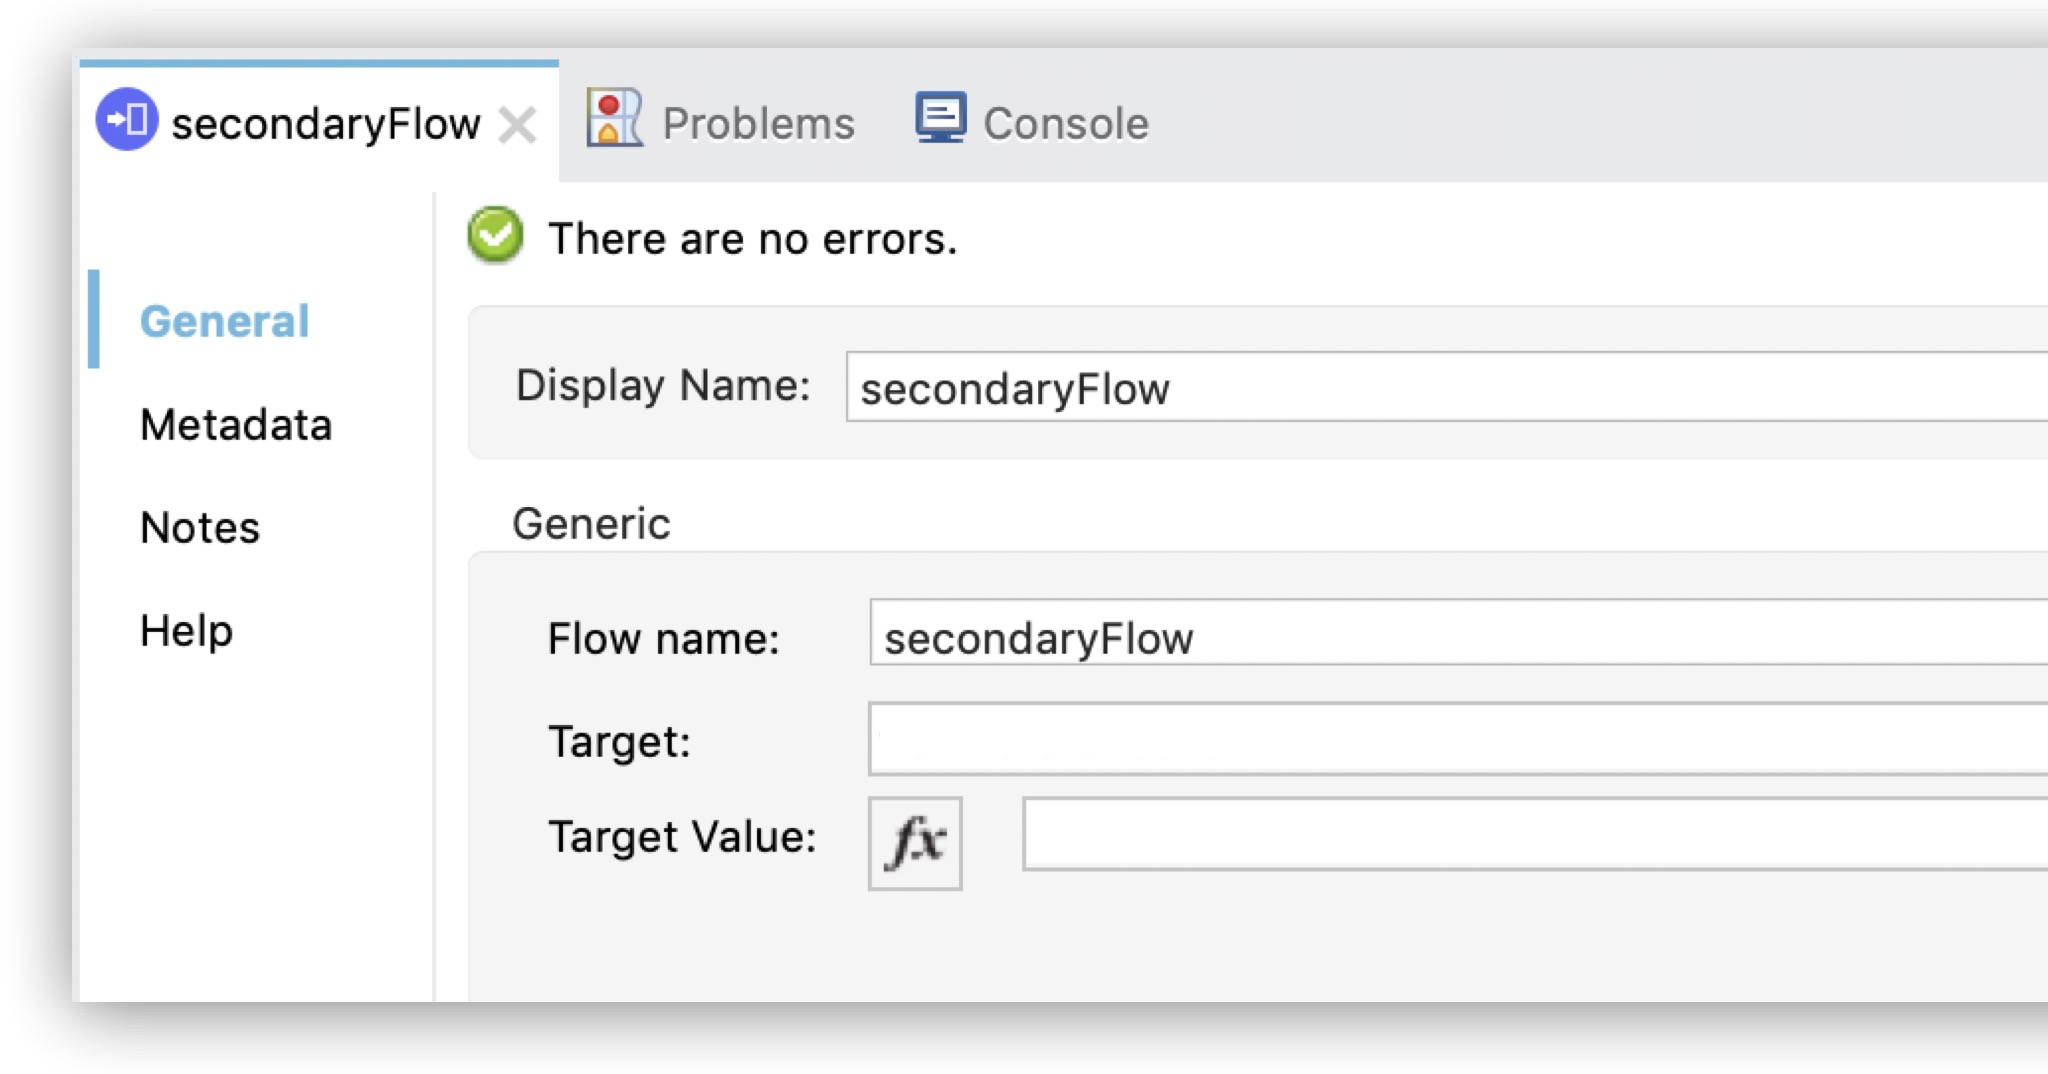 secondaryFlow Problems Console
There are no errors.
General
Metadata
Notes
Help
Display Name: secondaryFlow
Generic
Flow name: secondaryFlow
Target:
Target Value: fx